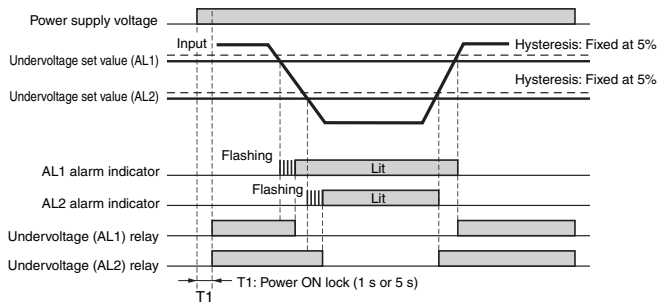 Power supply voltage
Input
Hysteresis: Fixed at 5%
Undervoltage set value (AL1)
Hysteresis: Fixed at 5%
Undervoltage set value (AL2)
Flashing
AL1 alarm indicator
Lit
Flashing
AL2 alarm indicator
Lit
Undervoltage (AL1) relay
Undervoltage (AL2) relay
T1: Power ON lock (1 s or 5 s)
T1